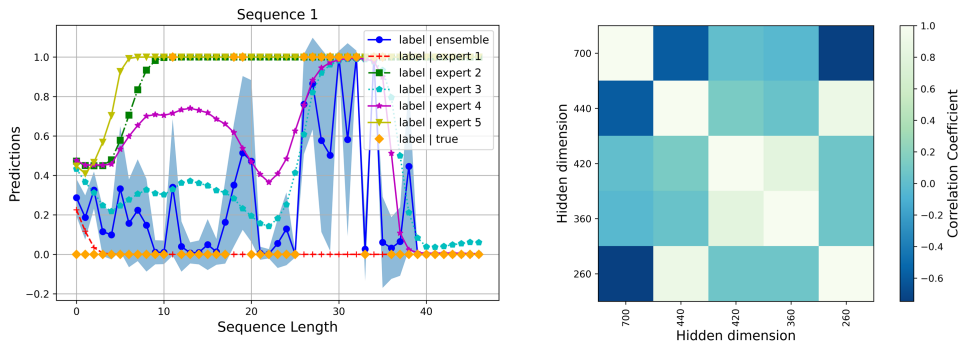 Sequence 1
Predictions
1.0
0.8
0.6
0.4
0.2
0.0
−0.2
label | ensemble
label | expert 1
label | expert 2
label | expert 3
label | expert 4
label | expert 5
label | true
0
10
20
30
40
Sequence Length
Hidden dimension
700
440
420
360
260
700
440
420
360
260
Hidden dimension
1.0
0.8
0.6
0.4
0.2
0.0
−0.2
−0.4
−0.6
Correlation Coefficient